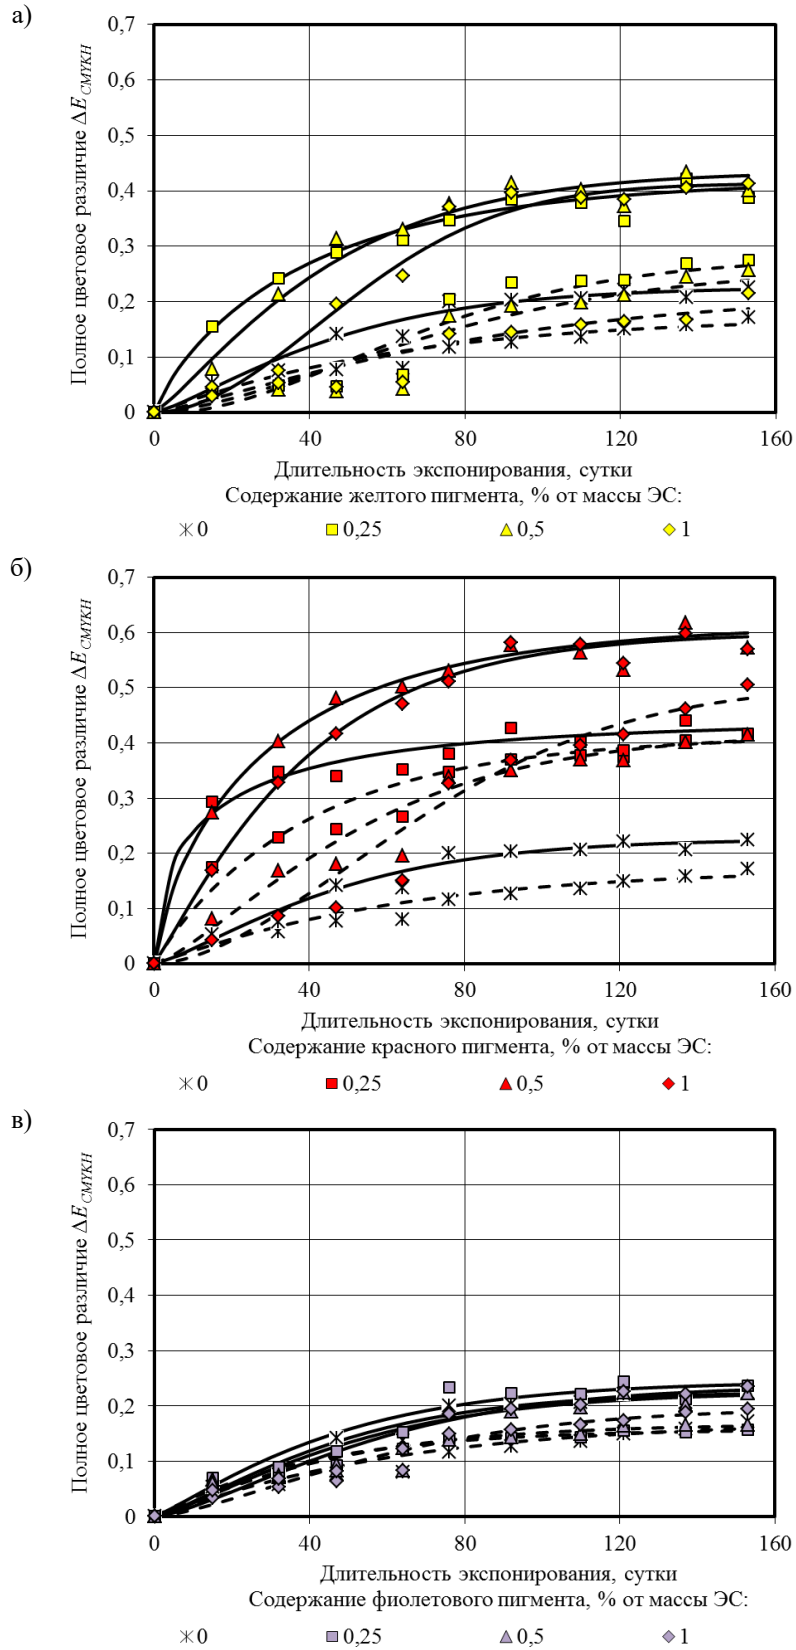 а)
0,7
0,6
0,5
0,4
0,3
0,2
0,1
0
Полное цветовое различие ΔE_CMYKH
0 40 80 120 160
Длительность экспонирования, сутки
Содержание желтого пигмента, % от массы ЭС:
0 0,25 0,5 1
б)
0,7
0,6
0,5
0,4
0,3
0,2
0,1
0
Полное цветовое различие ΔE_CMYKH
0 40 80 120 160
Длительность экспонирования, сутки
Содержание красного пигмента, % от массы ЭС:
0 0,25 0,5 1
в)
0,7
0,6
0,5
0,4
0,3
0,2
0,1
0
Полное цветовое различие ΔE_CMYKH
0 40 80 120 160
Длительность экспонирования, сутки
Содержание фиолетового пигмента, % от массы ЭС:
0 0,25 0,5 1